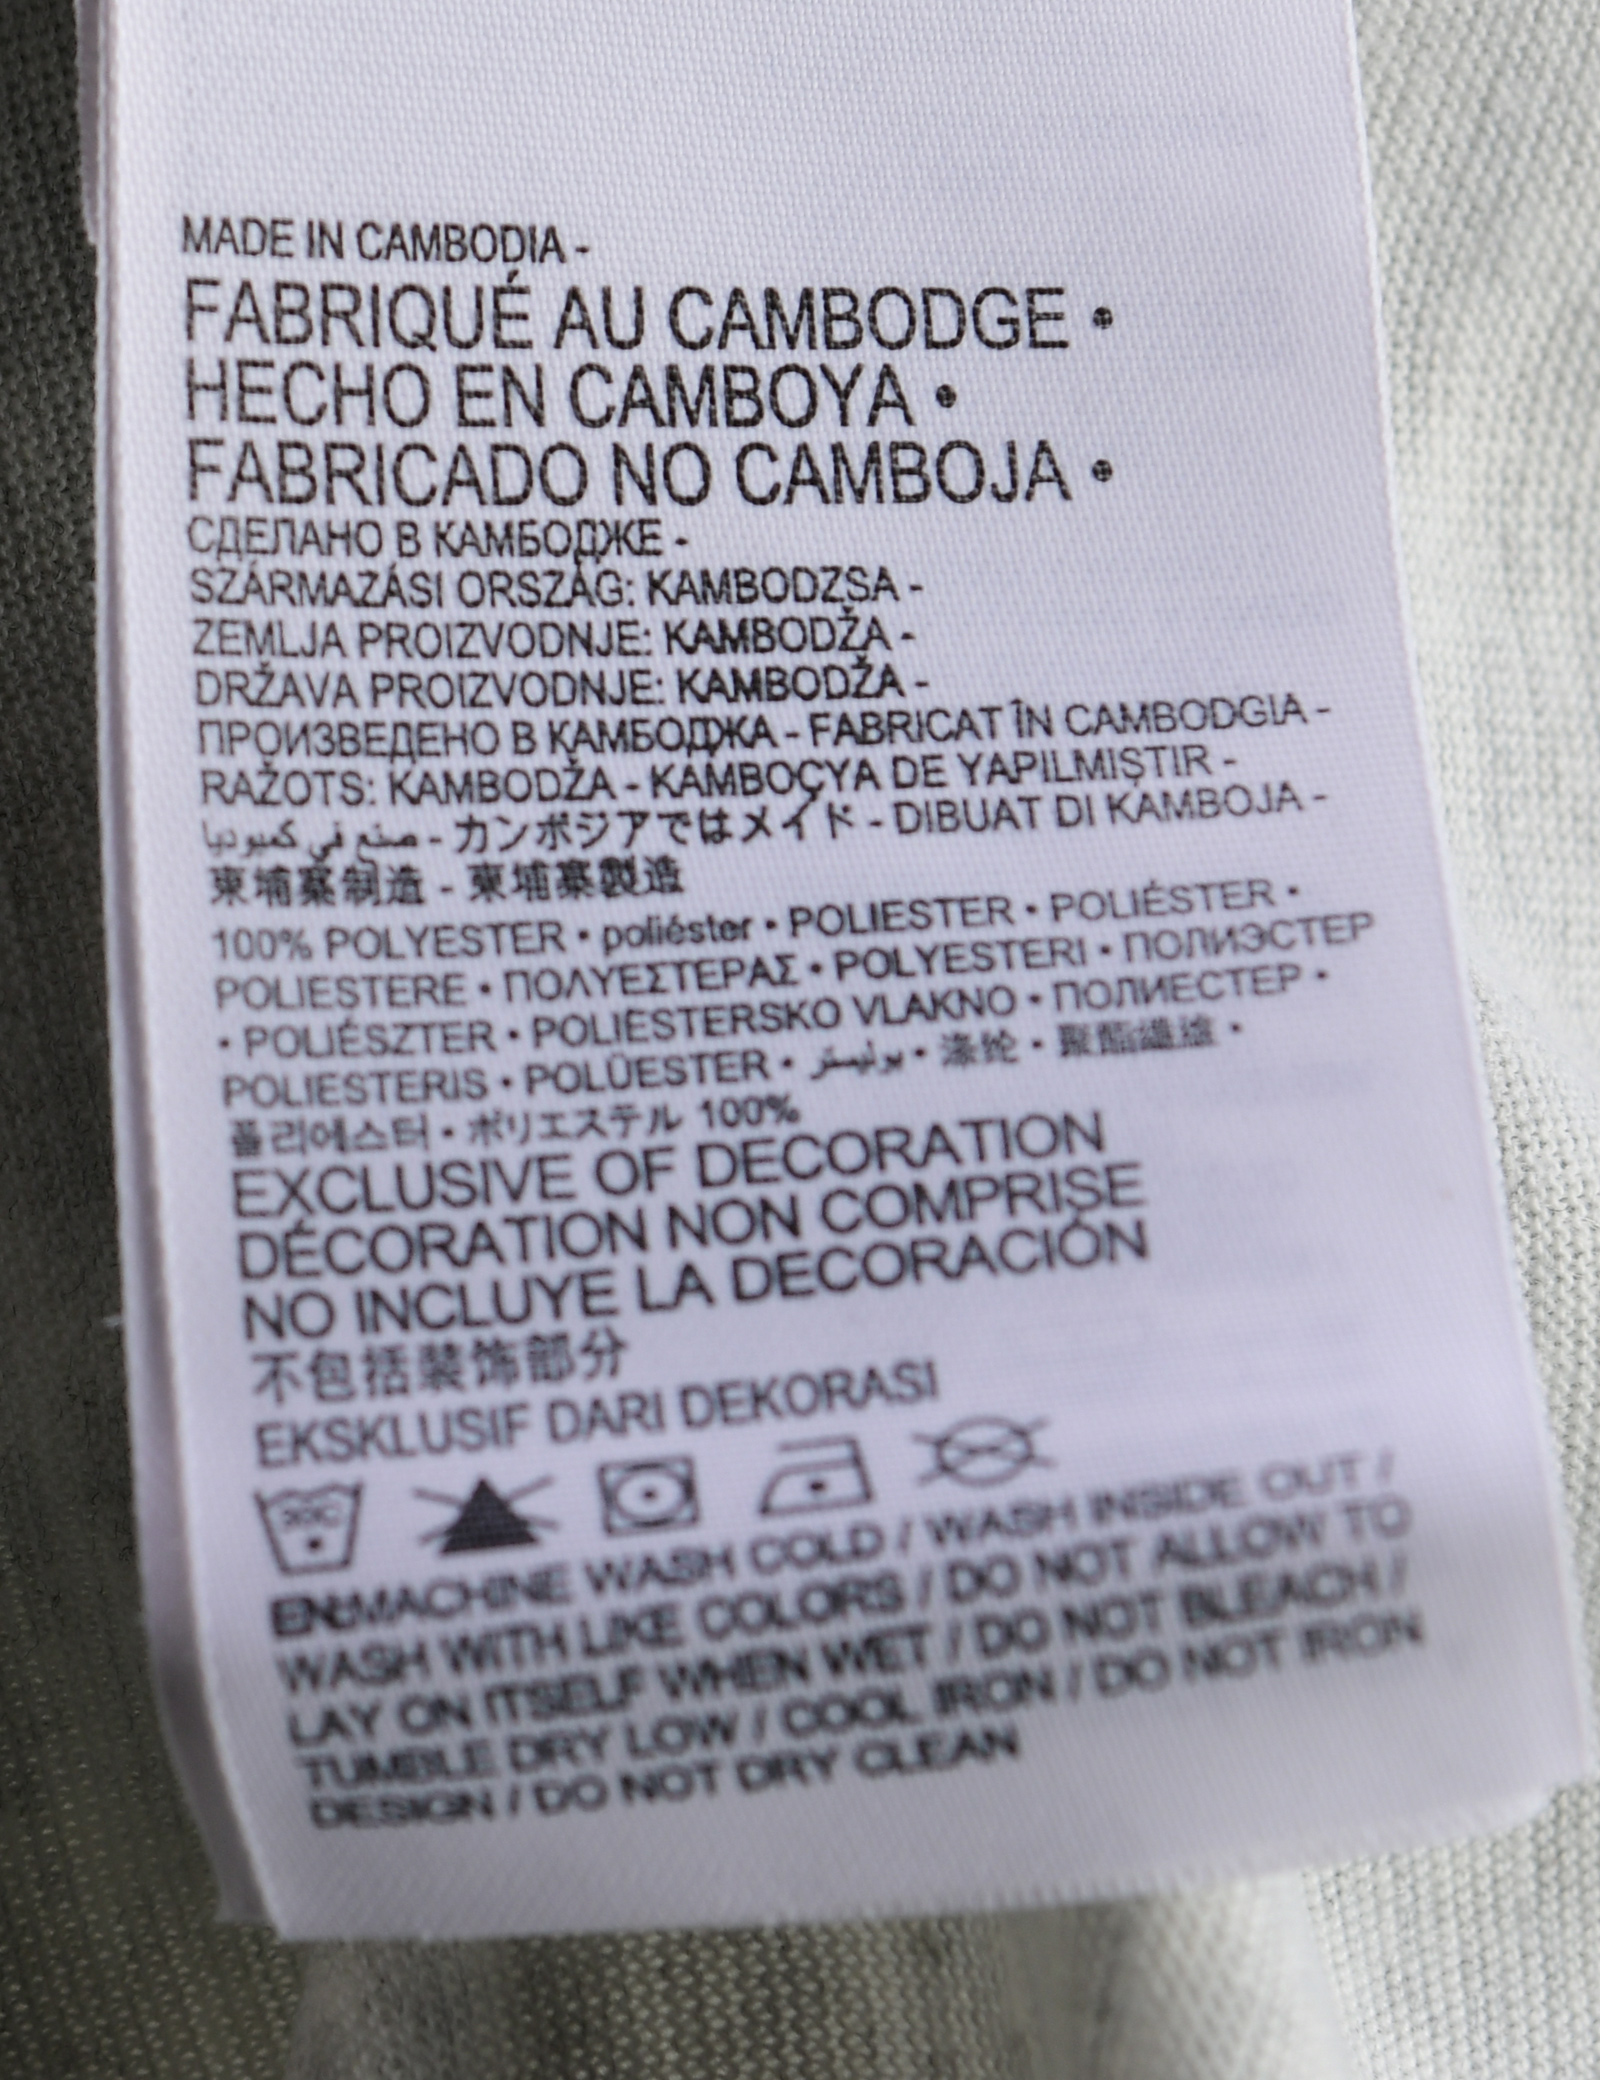 MADE IN CAMBODIA -
FABRIQUÉ AU CAMBODGE •
HECHO EN CAMBOYA •
FABRICADO NO CAMBOJA •
СДЕЛАНО В КАМБОДЖЕ -
SZÁRMAZÁSI ORSZÁG: KAMBODZSA -
ZEMLJA PROIZVODNJE: KAMBODŽA -
DRŽAVA PROIZVODNJE: KAMBODŽA -
ПРОИЗВЕДЕНО В КАМБОДЖА - FABRICAT ÎN CAMBODGIA -
RAŽOTS: KAMBODŽA - KAMBOÇYA DE YAPILMIŞTIR -
صنع في كمبوديا - カンボジアではメイド - DIBUAT DI KAMBOJA -
柬埔寨制造 - 柬埔寨製造
100% POLYESTER • poliéster • POLIESTER • POLIÉSTER •
POLIESTERE • ΠΟΛΥΕΣΤΕΡΑΣ • POLYESTERI • ПОЛИЭСТЕР
• POLIÉSZTER • POLIESTERSKO VLAKNO • ПОЛИЕСТЕР •
POLIESTERIS • POLÜESTER • بوليستر • 涤纶 • 聚酯纖維 •
폴리에스터 • ポリエステル 100%
EXCLUSIVE OF DECORATION
DÉCORATION NON COMPRISE
NO INCLUYE LA DECORACIÓN
不包括装饰部分
EKSKLUSIF DARI DEKORASI
EN:MACHINE WASH COLD / WASH INSIDE OUT /
WASH WITH LIKE COLORS / DO NOT ALLOW TO
LAY ON ITSELF WHEN WET / DO NOT BLEACH /
TUMBLE DRY LOW / COOL IRON / DO NOT IRON
DESIGN / DO NOT DRY CLEAN